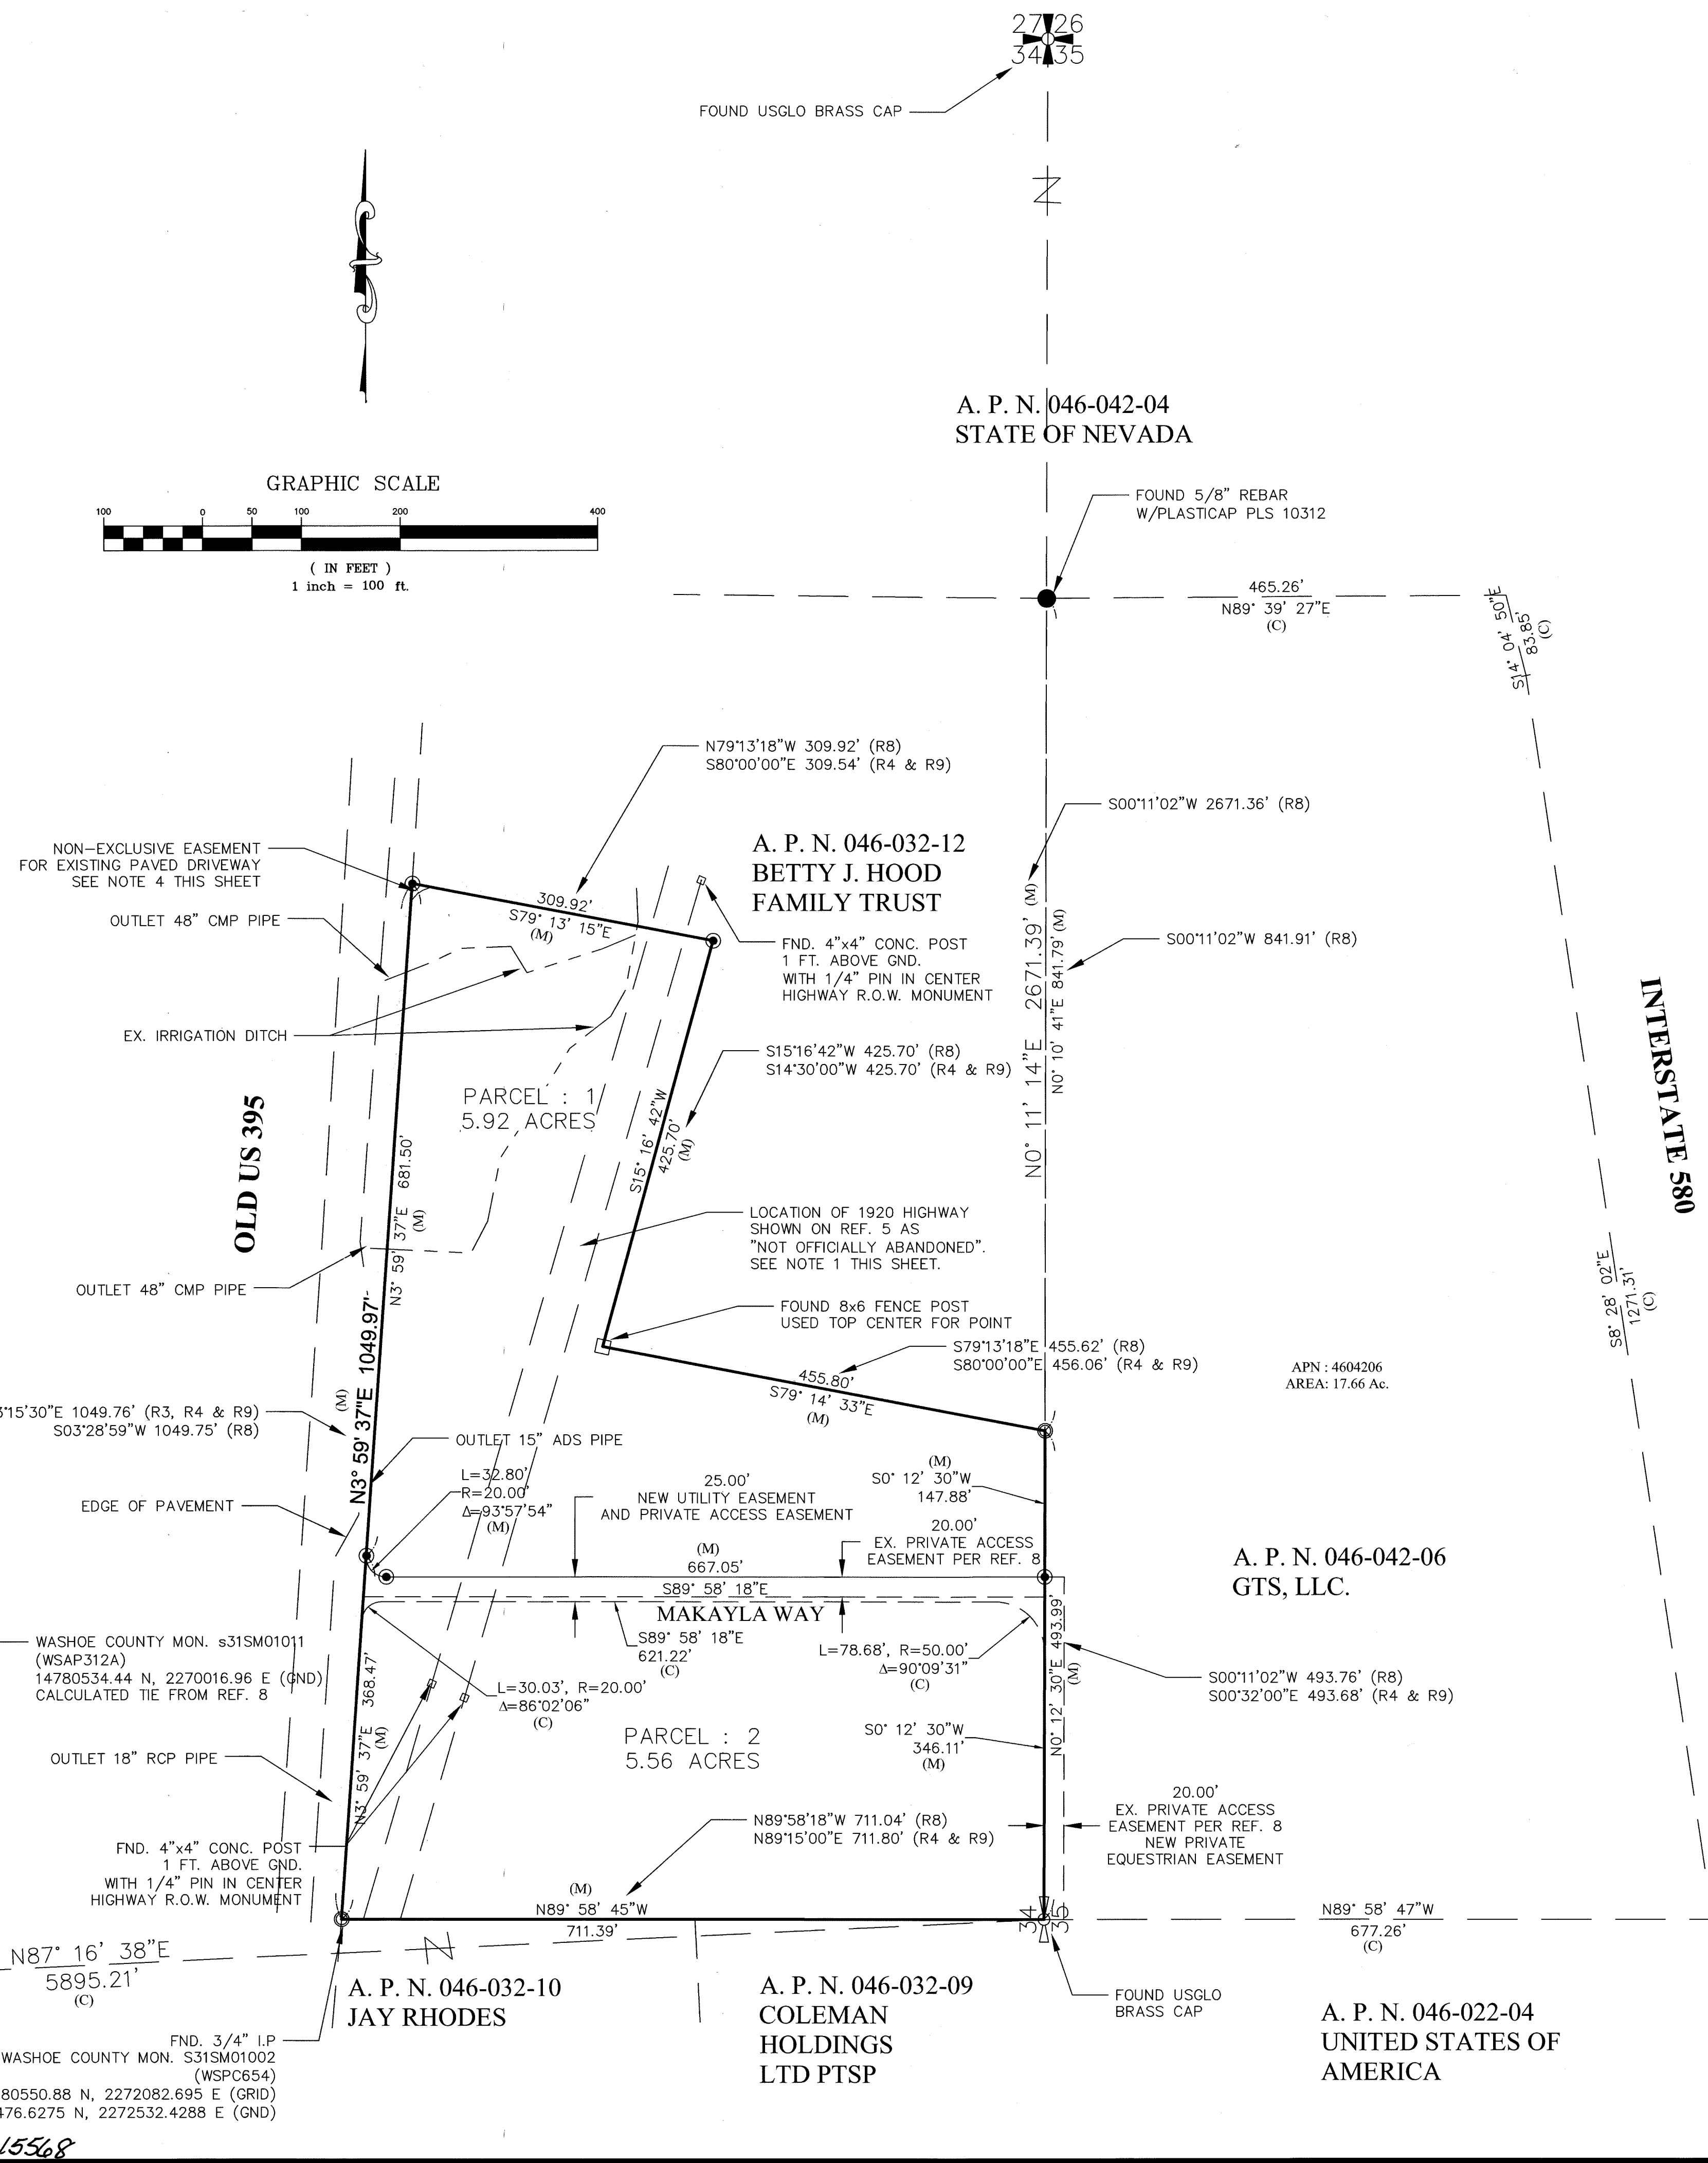 27 26
34 35
FOUND USGLO BRASS CAP
Z
A. P. N. 046-042-04
STATE OF NEVADA
GRAPHIC SCALE
100 0 50 100 200 400
( IN FEET )
1 inch = 100 ft.
FOUND 5/8" REBAR
W/PLASTICAP PLS 10312
465.26'
N89° 39' 27"E
(C)
S14° 04' 50"E
83.85'
(C)
N79°13'18"W 309.92' (R8)
S80°00'00"E 309.54' (R4 & R9)
S00°11'02"W 2671.36' (R8)
NON-EXCLUSIVE EASEMENT
FOR EXISTING PAVED DRIVEWAY
SEE NOTE 4 THIS SHEET
A. P. N. 046-032-12
BETTY J. HOOD
FAMILY TRUST
309.92'
S79° 13' 15"E
(M)
OUTLET 48" CMP PIPE
FND. 4"x4" CONC. POST
1 FT. ABOVE GND.
WITH 1/4" PIN IN CENTER
HIGHWAY R.O.W. MONUMENT
S00°11'02"W 841.91' (R8)
N0° 11' 14"E 2671.39' (M)
N0° 10' 41"E 841.79' (M)
INTERSTATE 580
EX. IRRIGATION DITCH
S15°16'42"W 425.70' (R8)
S14°30'00"W 425.70' (R4 & R9)
PARCEL : 1
5.92 ACRES
S15° 16' 42"W
425.70'
(M)
OLD US 395
N3° 59' 37"E 681.50'
(M)
LOCATION OF 1920 HIGHWAY
SHOWN ON REF. 5 AS
"NOT OFFICIALLY ABANDONED".
SEE NOTE 1 THIS SHEET.
OUTLET 48" CMP PIPE
FOUND 8x6 FENCE POST
USED TOP CENTER FOR POINT
S8° 28' 02"E
1271.31'
(C)
S79°13'18"E 455.62' (R8)
S80°00'00"E 456.06' (R4 & R9)
APN : 4604206
AREA: 17.66 Ac.
N3° 59' 37"E 1049.97'
(M)
455.80'
S79° 14' 33"E
(M)
3°15'30"E 1049.76' (R3, R4 & R9)
S03°28'59"W 1049.75' (R8)
OUTLET 15" ADS PIPE
L=32.80'
R=20.00'
Δ=93°57'54"
(M)
25.00'
NEW UTILITY EASEMENT
AND PRIVATE ACCESS EASEMENT
(M)
S0° 12' 30"W
147.88'
EDGE OF PAVEMENT
20.00'
EX. PRIVATE ACCESS
EASEMENT PER REF. 8
(M)
667.05'
S89° 58' 18"E
A. P. N. 046-042-06
GTS, LLC.
MAKAYLA WAY
S89° 58' 18"E
621.22'
(C)
L=78.68', R=50.00'
Δ=90°09'31"
(C)
WASHOE COUNTY MON. s31SM01011
(WSAP312A)
14780534.44 N, 2270016.96 E (GND)
CALCULATED TIE FROM REF. 8
N3° 59' 37"E 368.47'
(M)
L=30.03', R=20.00'
Δ=86°02'06"
(C)
N0° 12' 30"E 493.99'
(M)
S00°11'02"W 493.76' (R8)
S00°32'00"E 493.68' (R4 & R9)
PARCEL : 2
5.56 ACRES
S0° 12' 30"W
346.11'
(M)
OUTLET 18" RCP PIPE
20.00'
EX. PRIVATE ACCESS
EASEMENT PER REF. 8
NEW PRIVATE
EQUESTRIAN EASEMENT
N89°58'18"W 711.04' (R8)
N89°15'00"E 711.80' (R4 & R9)
FND. 4"x4" CONC. POST
1 FT. ABOVE GND.
WITH 1/4" PIN IN CENTER
HIGHWAY R.O.W. MONUMENT
(M)
N89° 58' 45"W
711.39'
34
35
N89° 58' 47"W
677.26'
(C)
N87° 16' 38"E
5895.21'
(C)
Z
A. P. N. 046-032-10
JAY RHODES
A. P. N. 046-032-09
COLEMAN
HOLDINGS
LTD PTSP
FOUND USGLO
BRASS CAP
A. P. N. 046-022-04
UNITED STATES OF
AMERICA
FND. 3/4" I.P
WASHOE COUNTY MON. S31SM01002
(WSPC654)
80550.88 N, 2272082.695 E (GRID)
476.6275 N, 2272532.4288 E (GND)
15568